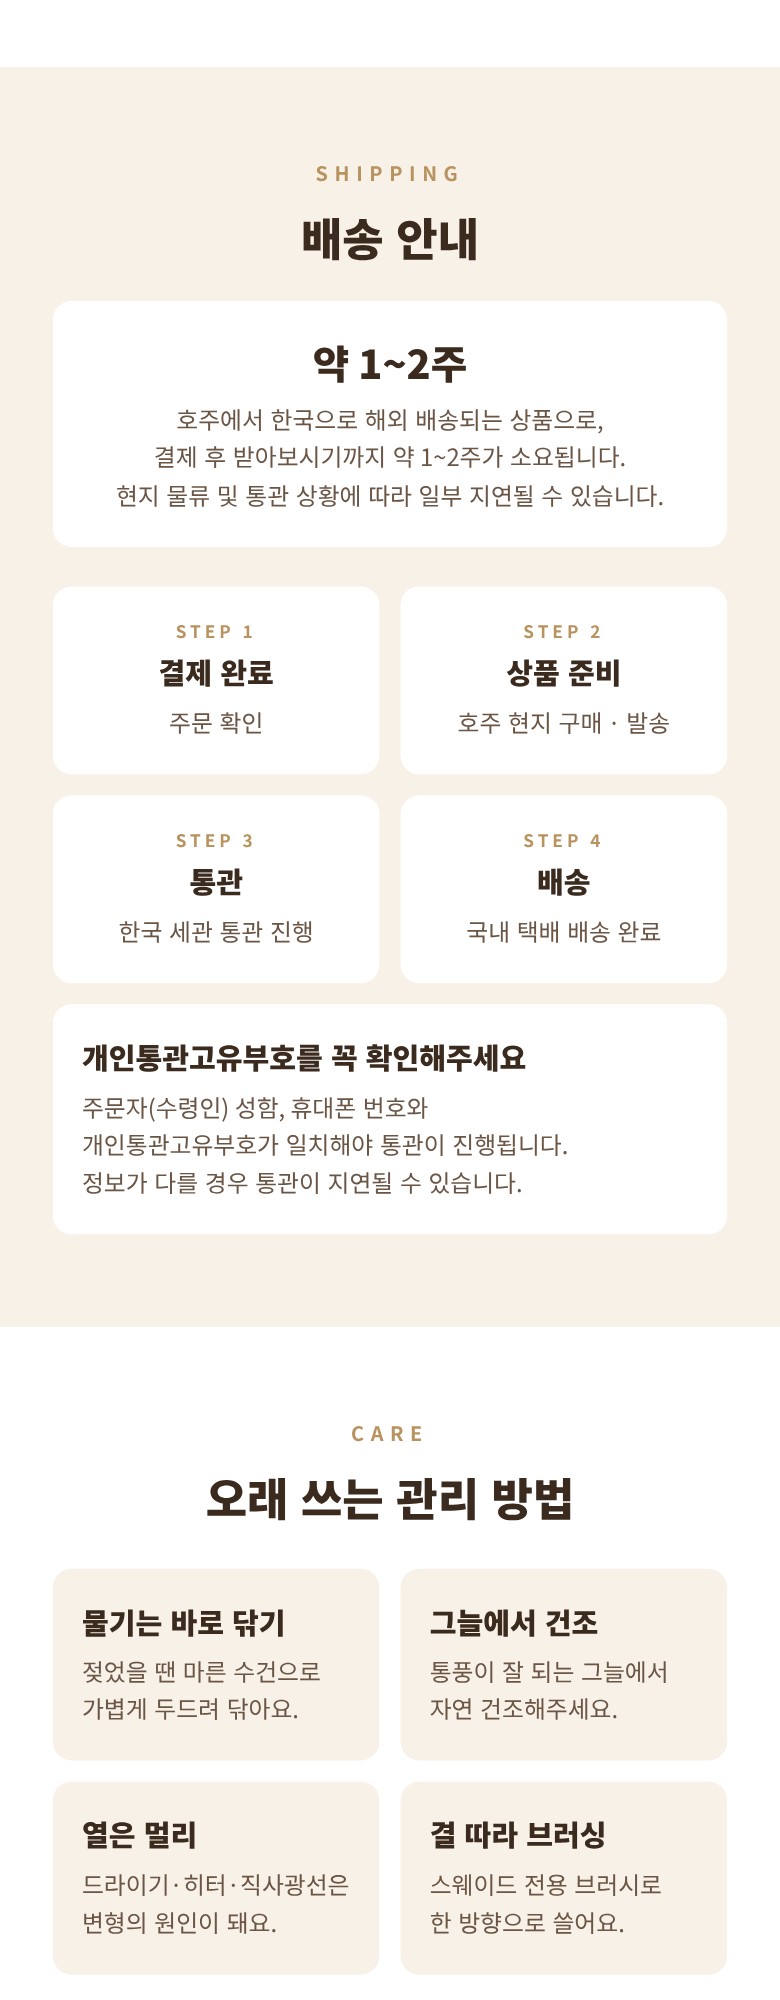 SHIPPING
배송 안내
약 1~2주
호주에서 한국으로 해외 배송되는 상품으로,
결제 후 받아보시기까지 약 1~2주가 소요됩니다.
현지 물류 및 통관 상황에 따라 일부 지연될 수 있습니다.
STEP 1
결제 완료
주문 확인
STEP 2
상품 준비
호주 현지 구매 · 발송
STEP 3
통관
한국 세관 통관 진행
STEP 4
배송
국내 택배 배송 완료
개인통관고유부호를 꼭 확인해주세요
주문자(수령인) 성함, 휴대폰 번호와
개인통관고유부호가 일치해야 통관이 진행됩니다.
정보가 다를 경우 통관이 지연될 수 있습니다.
CARE
오래 쓰는 관리 방법
물기는 바로 닦기
젖었을 땐 마른 수건으로
가볍게 두드려 닦아요.
그늘에서 건조
통풍이 잘 되는 그늘에서
자연 건조해주세요.
열은 멀리
드라이기·히터·직사광선은
변형의 원인이 돼요.
결 따라 브러싱
스웨이드 전용 브러시로
한 방향으로 쓸어요.